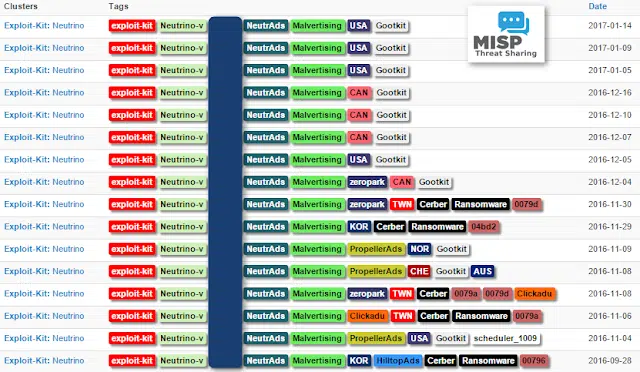 Clusters Tags Date
Exploit-Kit: Neutrino exploit-kit Neutrino-v NeutrAds Malvertising USA Gootkit 2017-01-14
MISP
Threat Sharing
Exploit-Kit: Neutrino exploit-kit Neutrino-v NeutrAds Malvertising USA Gootkit 2017-01-09
Exploit-Kit: Neutrino exploit-kit Neutrino-v NeutrAds Malvertising USA Gootkit 2017-01-05
Exploit-Kit: Neutrino exploit-kit Neutrino-v NeutrAds Malvertising CAN Gootkit 2016-12-16
Exploit-Kit: Neutrino exploit-kit Neutrino-v NeutrAds Malvertising CAN Gootkit 2016-12-10
Exploit-Kit: Neutrino exploit-kit Neutrino-v NeutrAds Malvertising CAN Gootkit 2016-12-07
Exploit-Kit: Neutrino exploit-kit Neutrino-v NeutrAds Malvertising USA Gootkit 2016-12-05
Exploit-Kit: Neutrino exploit-kit Neutrino-v NeutrAds Malvertising zeropark CAN Gootkit 2016-12-04
Exploit-Kit: Neutrino exploit-kit Neutrino-v NeutrAds Malvertising zeropark TWN Cerber Ransomware 0079d 2016-11-30
Exploit-Kit: Neutrino exploit-kit Neutrino-v NeutrAds Malvertising KOR Cerber Ransomware 04bd2 2016-11-29
Exploit-Kit: Neutrino exploit-kit Neutrino-v NeutrAds Malvertising PropellerAds NOR Gootkit 2016-11-09
Exploit-Kit: Neutrino exploit-kit Neutrino-v NeutrAds Malvertising PropellerAds CHE Gootkit AUS 2016-11-08
Exploit-Kit: Neutrino exploit-kit Neutrino-v NeutrAds Malvertising zeropark TWN Cerber 0079a 0079d Clickadu 2016-11-08
Exploit-Kit: Neutrino exploit-kit Neutrino-v NeutrAds Malvertising Clickadu TWN Cerber Ransomware 0079a 2016-11-06
Exploit-Kit: Neutrino exploit-kit Neutrino-v NeutrAds Malvertising PropellerAds USA Gootkit scheduler_1009 2016-11-04
Exploit-Kit: Neutrino exploit-kit Neutrino-v NeutrAds Malvertising KOR HilltopAds Cerber Ransomware 00796 2016-09-28